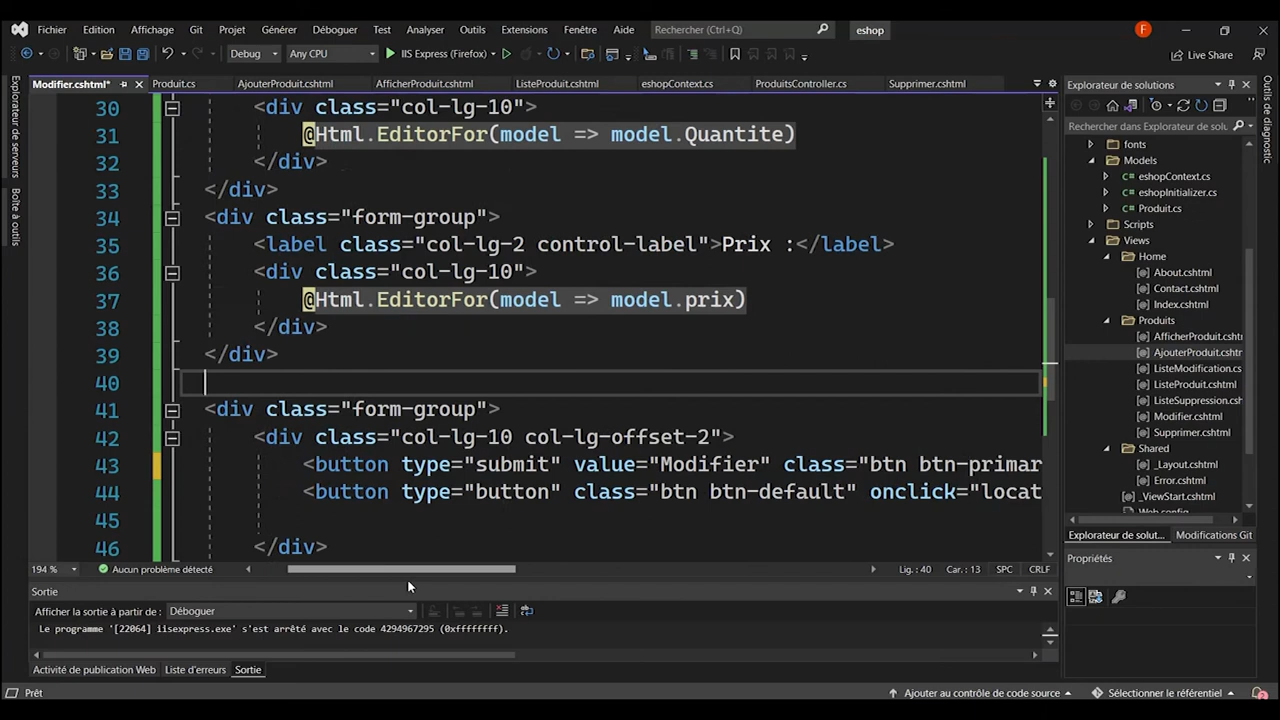 Fichier Edition Affichage Git Projet Générer Déboguer Test Analyser Outils Extensions Fenêtre Aide Rechercher (Ctrl+Q) eshop F
Debug Any CPU IIS Express (Firefox) Live Share
Modifier.cshtml* Produit.cs AjouterProduit.cshtml AfficherProduit.cshtml ListeProduit.cshtml eshopContext.cs ProduitsController.cs Supprimer.cshtml
Explorateur de serveurs
Boîte à outils
30 <div class="col-lg-10">
31 @Html.EditorFor(model => model.Quantite)
32 </div>
33 </div>
34 <div class="form-group">
35 <label class="col-lg-2 control-label">Prix :</label>
36 <div class="col-lg-10">
37 @Html.EditorFor(model => model.prix)
38 </div>
39 </div>
40
41 <div class="form-group">
42 <div class="col-lg-10 col-lg-offset-2">
43 <button type="submit" value="Modifier" class="btn btn-primar
44 <button type="button" class="btn btn-default" onclick="locat
45
46 </div>
194 % Aucun problème détecté Lig. : 40 Car. : 13 SPC CRLF
Sortie
Afficher la sortie à partir de : Déboguer
Le programme '[22064] iisexpress.exe' s'est arrêté avec le code 4294967295 (0xffffffff).
Activité de publication Web Liste d'erreurs Sortie
Explorateur de solutions
Rechercher dans Explorateur de
fonts
Models
eshopContext.cs
eshopInitializer.cs
Produit.cs
Scripts
Views
Home
About.cshtml
Contact.cshtml
Index.cshtml
Produits
AfficherProduit.cshtml
AjouterProduit.cshtr
ListeModification.cs
ListeProduit.cshtml
ListeSuppression.csh
Modifier.cshtml
Supprimer.cshtml
Shared
_Layout.cshtml
Error.cshtml
_ViewStart.cshtml
Web.config
Explorateur de solut... Modifications Git
Propriétés
Outils de diagnostic
Prêt Ajouter au contrôle de code source Sélectionner le référentiel 2